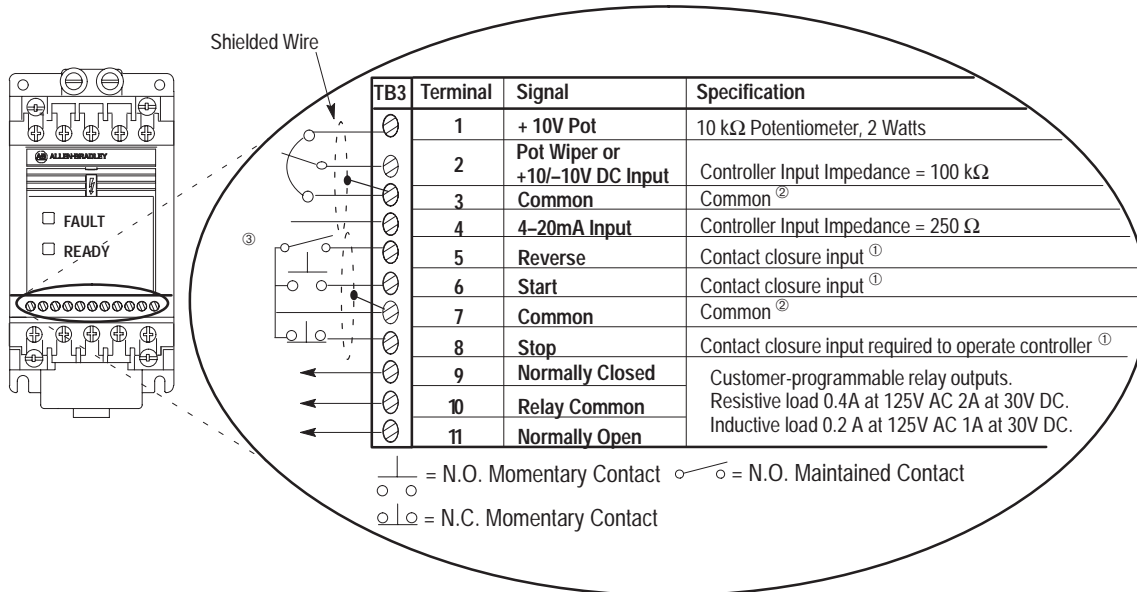 Shielded Wire
AB ALLEN-BRADLEY
FAULT
READY
③
TB3 Terminal Signal Specification
1 + 10V Pot 10 kΩ Potentiometer, 2 Watts
2 Pot Wiper or +10/–10V DC Input Controller Input Impedance = 100 kΩ
3 Common Common ②
4 4–20mA Input Controller Input Impedance = 250 Ω
5 Reverse Contact closure input ①
6 Start Contact closure input ①
7 Common Common ②
8 Stop Contact closure input required to operate controller ①
9 Normally Closed Customer-programmable relay outputs.
10 Relay Common Resistive load 0.4A at 125V AC 2A at 30V DC.
11 Normally Open Inductive load 0.2 A at 125V AC 1A at 30V DC.
= N.O. Momentary Contact = N.O. Maintained Contact
= N.C. Momentary Contact